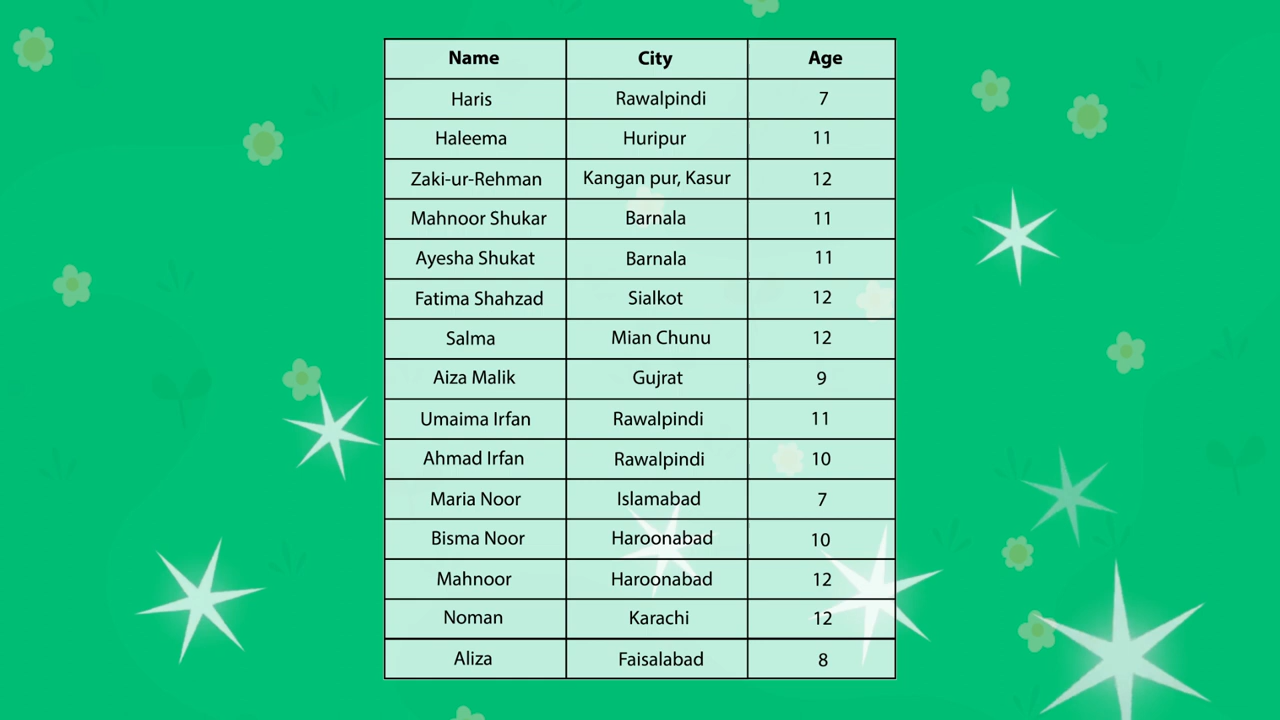 Name City Age
Haris Rawalpindi 7
Haleema Huripur 11
Zaki-ur-Rehman Kangan pur, Kasur 12
Mahnoor Shukar Barnala 11
Ayesha Shukat Barnala 11
Fatima Shahzad Sialkot 12
Salma Mian Chunu 12
Aiza Malik Gujrat 9
Umaima Irfan Rawalpindi 11
Ahmad Irfan Rawalpindi 10
Maria Noor Islamabad 7
Bisma Noor Haroonabad 10
Mahnoor Haroonabad 12
Noman Karachi 12
Aliza Faisalabad 8